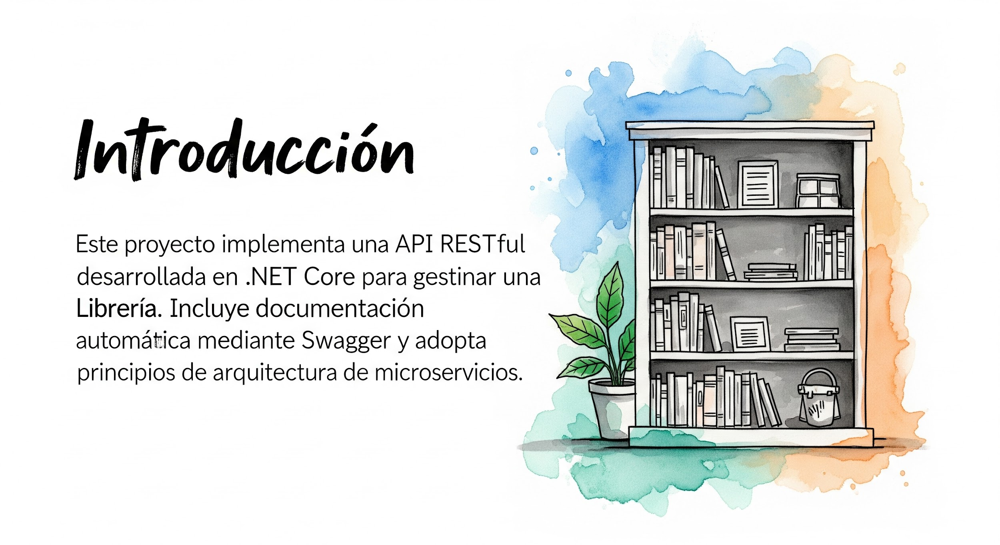 Introducción
Este proyecto implementa una API RESTful
desarrollada en .NET Core para gestinar una
Librería. Incluye documentación
automática mediante Swagger y adopta
principios de arquitectura de microservicios.